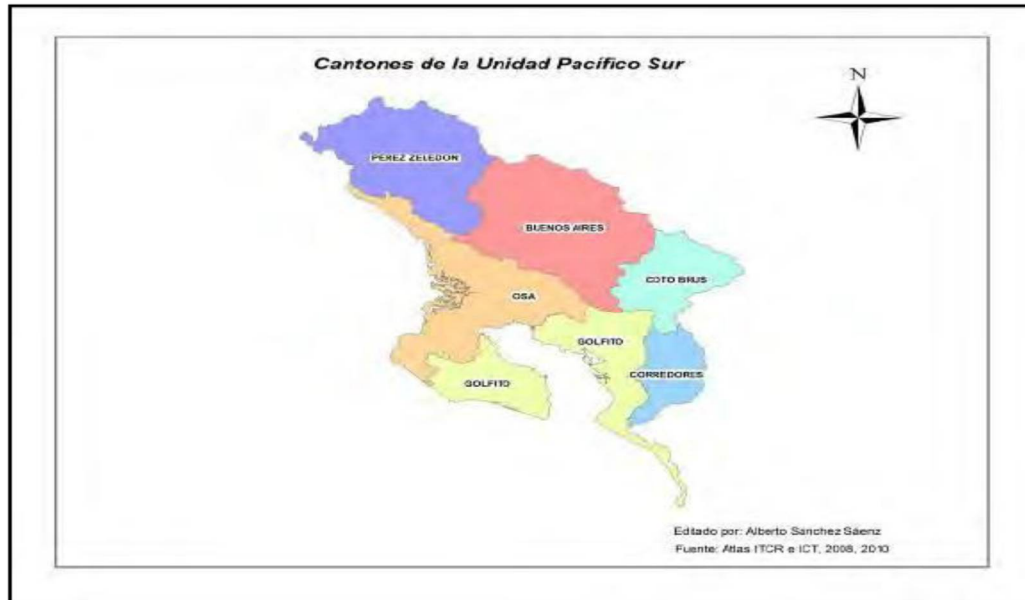 Cantones de la Unidad Pacífico Sur
N
PEREZ ZELEDON
BUENOS AIRES
COTO BRUS
OSA
GOLFITO
CORREDORES
GOLFITO
Editado por: Alberto Sánchez Sáenz
Fuente: Atlas ITCR e ICT, 2008, 2010